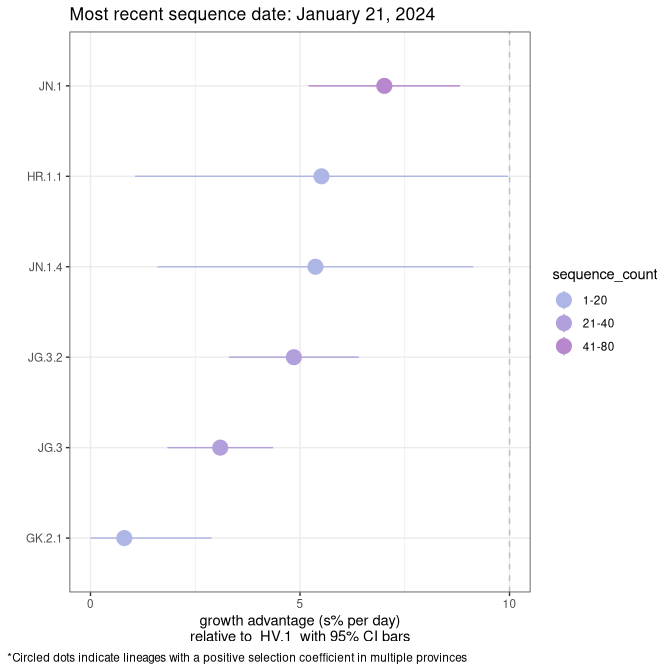 Most recent sequence date: January 21, 2024
JN.1
HR.1.1
JN.1.4
JG.3.2
JG.3
GK.2.1
0 5 10
growth advantage (s% per day)
relative to HV.1 with 95% CI bars
sequence_count
1-20
21-40
41-80
*Circled dots indicate lineages with a positive selection coefficient in multiple provinces